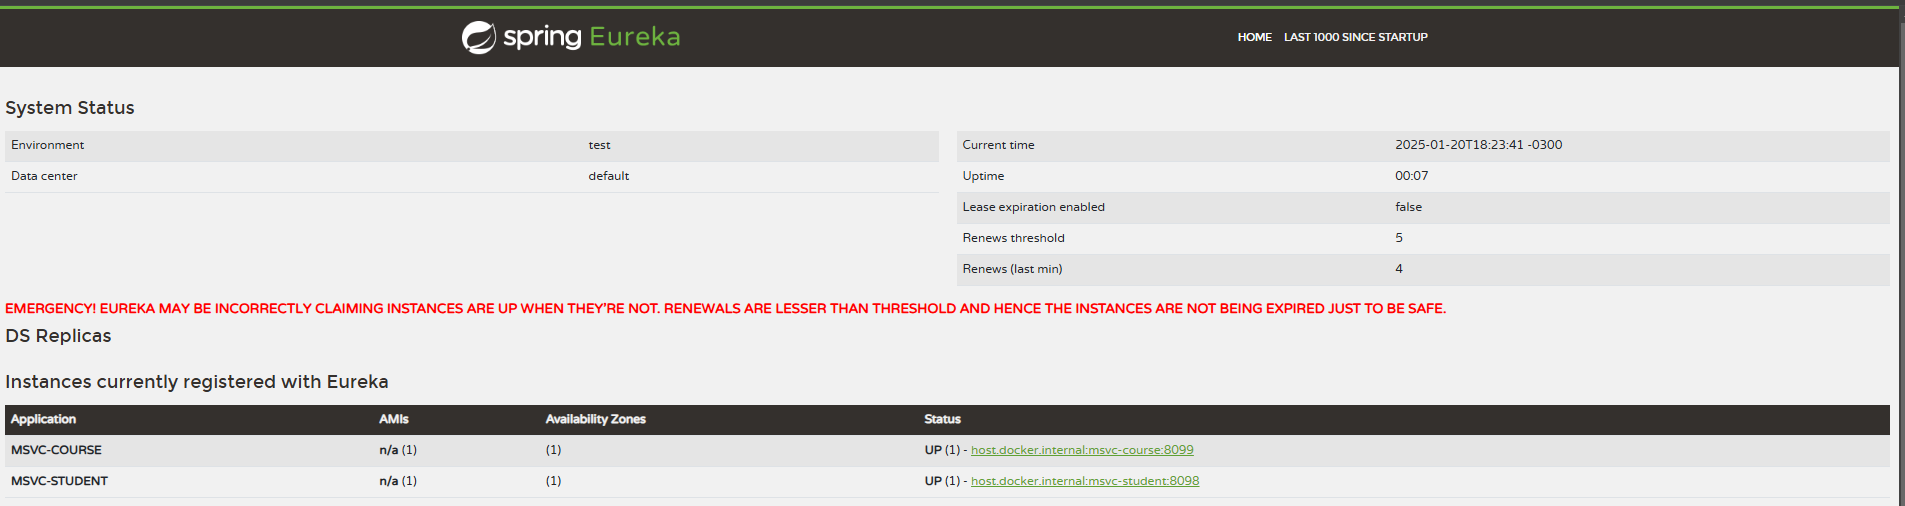 spring Eureka
HOME LAST 1000 SINCE STARTUP
System Status
Environment test
Data center default
Current time 2025-01-20T18:23:41 -0300
Uptime 00:07
Lease expiration enabled false
Renews threshold 5
Renews (last min) 4
EMERGENCY! EUREKA MAY BE INCORRECTLY CLAIMING INSTANCES ARE UP WHEN THEY'RE NOT. RENEWALS ARE LESSER THAN THRESHOLD AND HENCE THE INSTANCES ARE NOT BEING EXPIRED JUST TO BE SAFE.
DS Replicas
Instances currently registered with Eureka
Application AMIs Availability Zones Status
MSVC-COURSE n/a (1) (1) UP (1) - host.docker.internal:msvc-course:8099
MSVC-STUDENT n/a (1) (1) UP (1) - host.docker.internal:msvc-student:8098